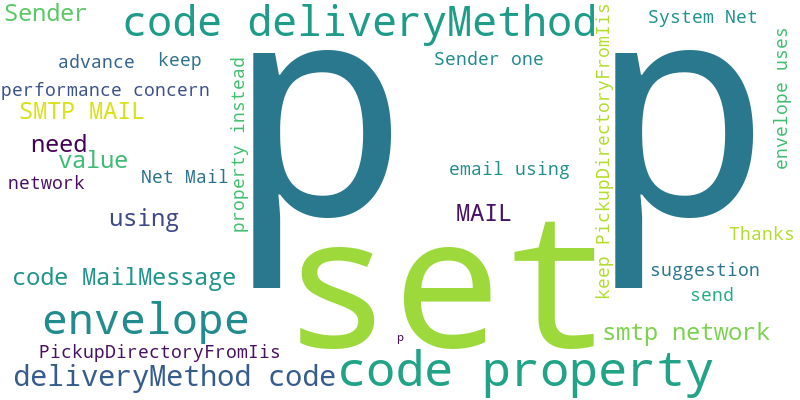 Sender
code deliveryMethod
System Net
advance
keep
Sender one
performance concern
SMTP MAIL
p p
property instead
keep PickupDirectoryFromIis
envelope uses
need
value
network
Net Mail
email using
using
MAIL
set
Thanks
code MailMessage
suggestion
send
envelope
smtp network
p
PickupDirectoryFromIis
deliveryMethod code
code property